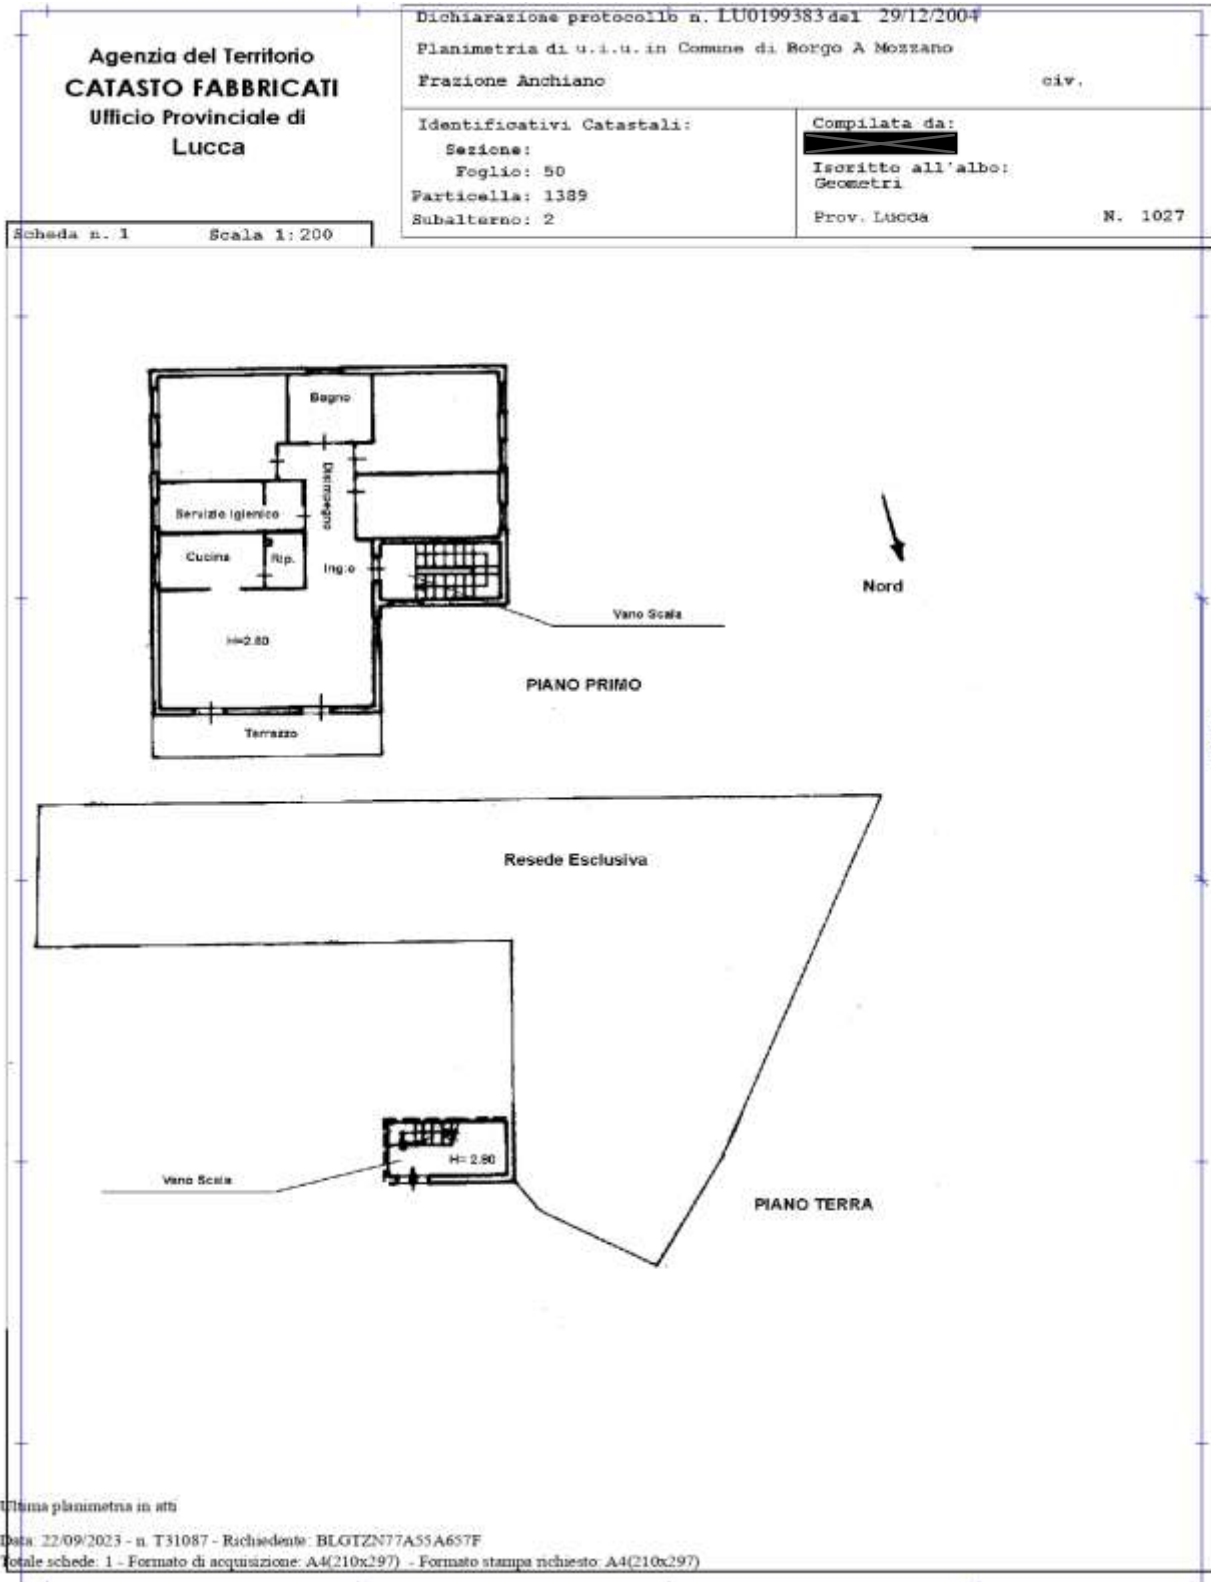 Agenzia del Territorio
CATASTO FABBRICATI
Ufficio Provinciale di
Lucca
Dichiarazione protocollo n. LU0199383 del 29/12/2004
Planimetria di u.i.u. in Comune di Borgo A Mozzano
Frazione Anchiano civ.
Identificativi Catastali:
Sezione:
Foglio: 50
Particella: 1389
Subalterno: 2
Compilata da:
Iscritto all'albo:
Geometri
Prov. Lucca N. 1027
Scheda n. 1 Scala 1:200
Bagno
Disimpegno
Servizio Igienico
Cucina
Rip.
Ing:o
H=2.80
Terrazzo
Vano Scala
Nord
PIANO PRIMO
Resede Esclusiva
H= 2.80
Vano Scala
PIANO TERRA
Ultima planimetria in atti
Data: 22/09/2023 - n. T31087 - Richiedente: BLGTZN77A55A657F
Totale schede: 1 - Formato di acquisizione: A4(210x297) - Formato stampa richiesto: A4(210x297)